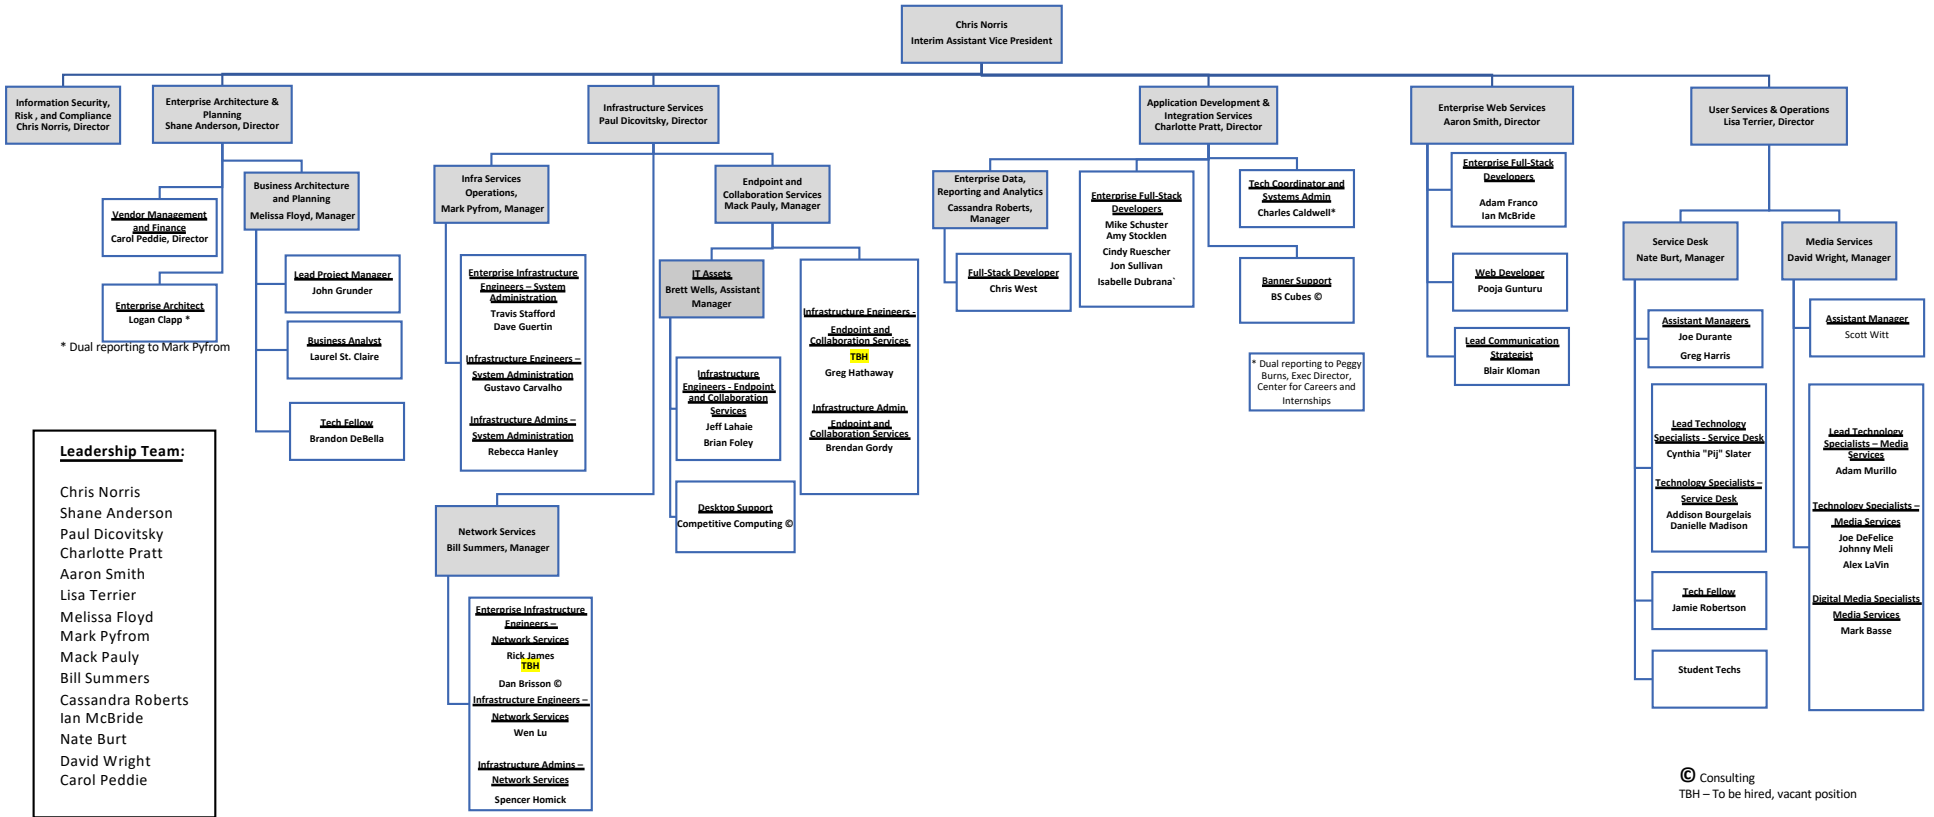 Chris Norris
Interim Assistant Vice President
Information Security,
Risk , and Compliance
Chris Norris, Director
Enterprise Architecture &
Planning
Shane Anderson, Director
Vendor Management
and Finance
Carol Peddie, Director
Enterprise Architect
Logan Clapp *
* Dual reporting to Mark Pyfrom
Business Architecture
and Planning
Melissa Floyd, Manager
Lead Project Manager
John Grunder
Business Analyst
Laurel St. Claire
Tech Fellow
Brandon DeBella
Infrastructure Services
Paul Dicovitsky, Director
Infra Services
Operations,
Mark Pyfrom, Manager
Enterprise Infrastructure
Engineers – System
Administration
Travis Stafford
Dave Guertin
Infrastructure Engineers –
System Administration
Gustavo Carvalho
Infrastructure Admins –
System Administration
Rebecca Hanley
Network Services
Bill Summers, Manager
Enterprise Infrastructure
Engineers –
Network Services
Rick James
TBH
Dan Brisson ©
Infrastructure Engineers –
Network Services
Wen Lu
Infrastructure Admins –
Network Services
Spencer Homick
Endpoint and
Collaboration Services
Mack Pauly, Manager
IT Assets
Brett Wells, Assistant
Manager
Infrastructure
Engineers - Endpoint
and Collaboration
Services
Jeff Lahaie
Brian Foley
Desktop Support
Competitive Computing ©
Infrastructure Engineers -
Endpoint and
Collaboration Services
TBH
Greg Hathaway
Infrastructure Admin
Endpoint and
Collaboration Services
Brendan Gordy
Application Development &
Integration Services
Charlotte Pratt, Director
Enterprise Data,
Reporting and Analytics
Cassandra Roberts,
Manager
Full-Stack Developer
Chris West
Enterprise Full-Stack
Developers
Mike Schuster
Amy Stocklen
Cindy Ruescher
Jon Sullivan
Isabelle Dubrana`
Tech Coordinator and
Systems Admin
Charles Caldwell*
Banner Support
BS Cubes ©
* Dual reporting to Peggy
Burns, Exec Director,
Center for Careers and
Internships
Enterprise Web Services
Aaron Smith, Director
Enterprise Full-Stack
Developers
Adam Franco
Ian McBride
Web Developer
Pooja Gunturu
Lead Communication
Strategist
Blair Kloman
User Services & Operations
Lisa Terrier, Director
Service Desk
Nate Burt, Manager
Assistant Managers
Joe Durante
Greg Harris
Lead Technology
Specialists - Service Desk
Cynthia "Pij" Slater
Technology Specialists –
Service Desk
Addison Bourgelais
Danielle Madison
Tech Fellow
Jamie Robertson
Student Techs
Media Services
David Wright, Manager
Assistant Manager
Scott Witt
Lead Technology
Specialists – Media
Services
Adam Murillo
Technology Specialists –
Media Services
Joe DeFelice
Johnny Meli
Alex LaVin
Digital Media Specialists
Media Services
Mark Basse
Leadership Team:
Chris Norris
Shane Anderson
Paul Dicovitsky
Charlotte Pratt
Aaron Smith
Lisa Terrier
Melissa Floyd
Mark Pyfrom
Mack Pauly
Bill Summers
Cassandra Roberts
Ian McBride
Nate Burt
David Wright
Carol Peddie
© Consulting
TBH – To be hired, vacant position